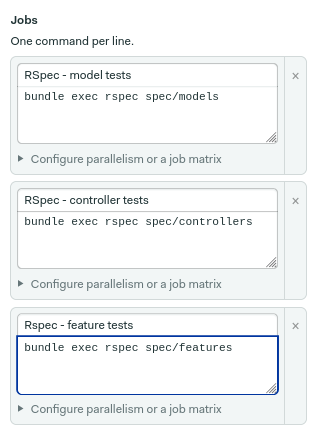 Jobs
One command per line.
RSpec - model tests
×
bundle exec rspec spec/models
Configure parallelism or a job matrix
RSpec - controller tests
×
bundle exec rspec spec/controllers
Configure parallelism or a job matrix
Rspec - feature tests
×
bundle exec rspec spec/features
Configure parallelism or a job matrix